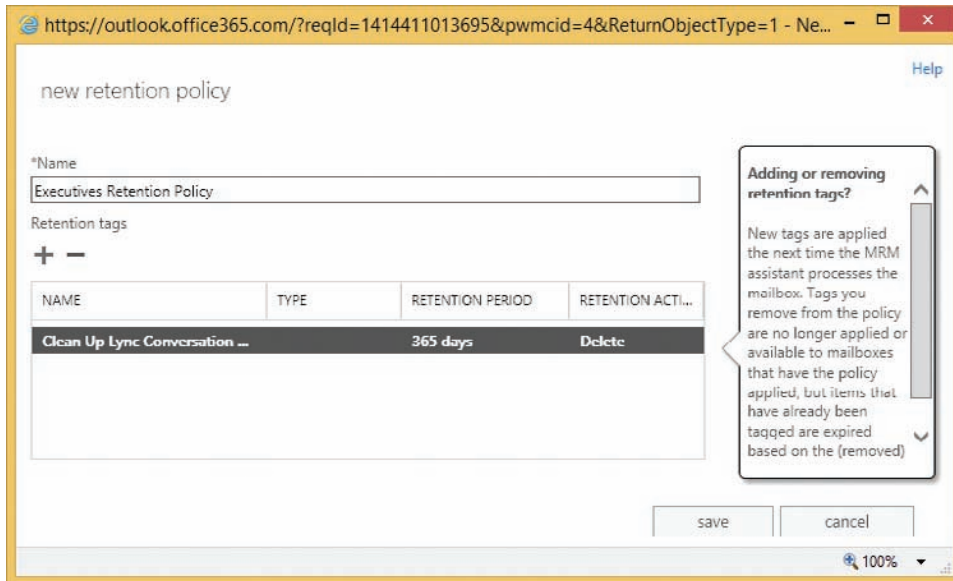 https://outlook.office365.com/?reqId=1414411013695&pwmcid=4&ReturnObjectType=1 - Ne...
Help
new retention policy
*Name
Executives Retention Policy
Retention tags
NAME TYPE RETENTION PERIOD RETENTION ACTI...
Clean Up Lync Conversation ... 365 days Delete
Adding or removing
retention tags?
New tags are applied
the next time the MRM
assistant processes the
mailbox. Tags you
remove from the policy
are no longer applied or
available to mailboxes
that have the policy
applied, but items that
have already been
tagged are expired
based on the (removed)
save cancel
100%